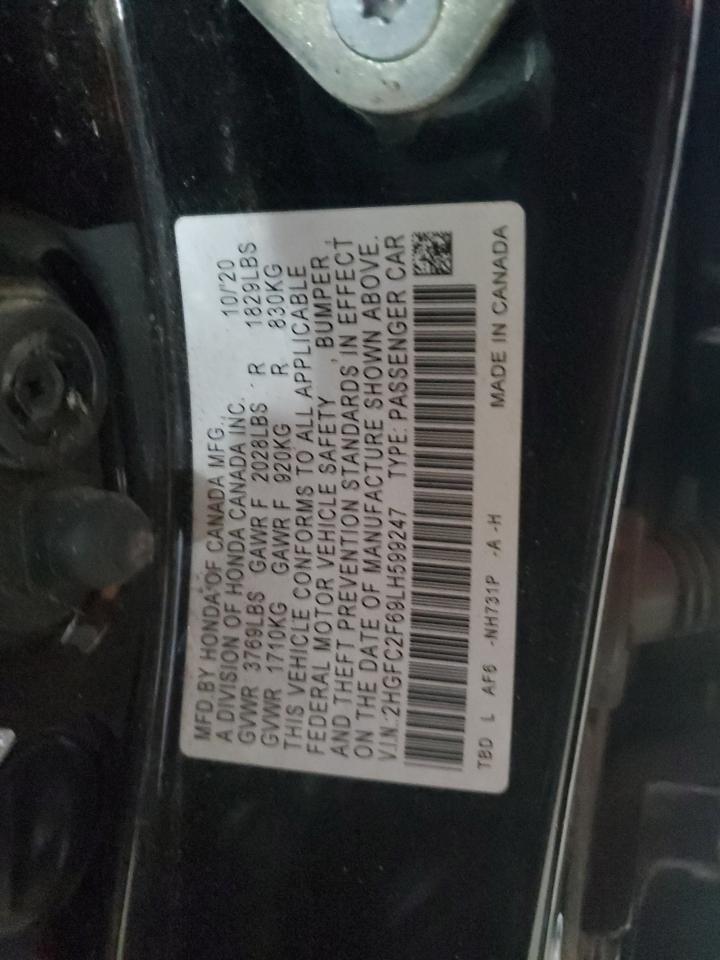 MFD.BY HONDA OF CANADA MFG., 10/'20
A DIVISION OF HONDA CANADA INC.
GVWR 3769LBS GAWR F 2028LBS R 1829LBS
GVWR 1710KG GAWR F 920KG R 830KG
THIS VEHICLE CONFORMS TO ALL APPLICABLE
FEDERAL MOTOR VEHICLE SAFETY , BUMPER ,
AND THEFT PREVENTION STANDARDS IN EFFECT
ON THE DATE OF MANUFACTURE SHOWN ABOVE.
V.I.N.:2HGFC2F69LH599247 TYPE: PASSENGER CAR
TBD L AF6 -NH731P -A -H MADE IN CANADA